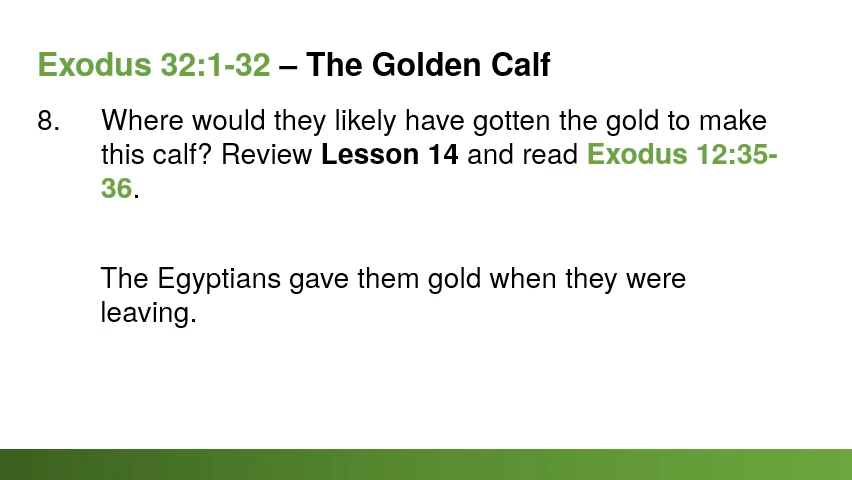 Exodus 32:1-32 – The Golden Calf
8. Where would they likely have gotten the gold to make
this calf? Review Lesson 14 and read Exodus 12:35-
36.
The Egyptians gave them gold when they were
leaving.